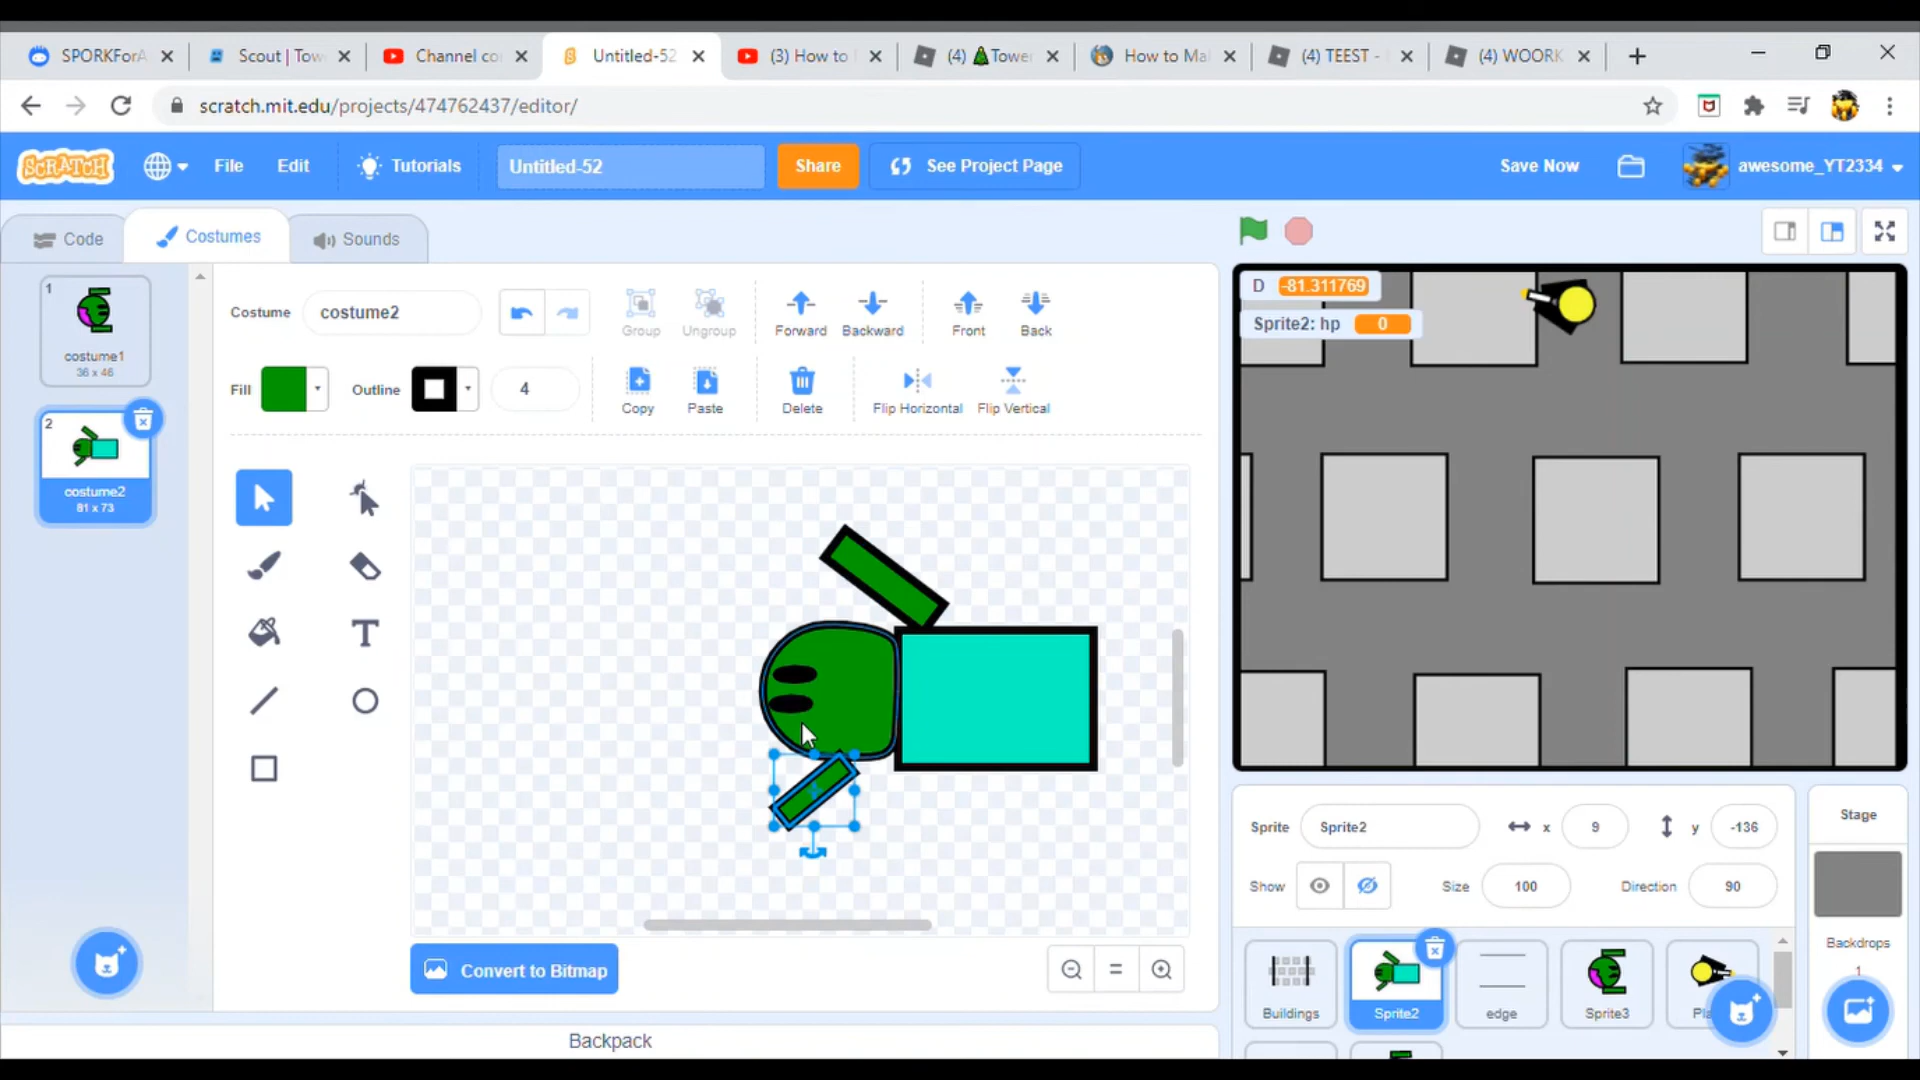 SPORKForA
Scout | Tow
Channel co
Untitled-52
(3) How to
(4) 🎄Tower
How to Ma
(4) TEEST -
(4) WOORK
scratch.mit.edu/projects/474762437/editor/
SCRATCH
File
Edit
Tutorials
Untitled-52
Share
See Project Page
Save Now
awesome_YT2334
Code
Costumes
Sounds
1
costume1
36 x 46
2
costume2
81 x 73
Costume
costume2
Group
Ungroup
Forward
Backward
Front
Back
Fill
Outline
4
Copy
Paste
Delete
Flip Horizontal
Flip Vertical
T
Convert to Bitmap
Backpack
D -81.311769
Sprite2: hp 0
Sprite
Sprite2
x
9
y
-136
Show
Size
100
Direction
90
Stage
Backdrops
1
Buildings
Sprite2
edge
Sprite3
Pla